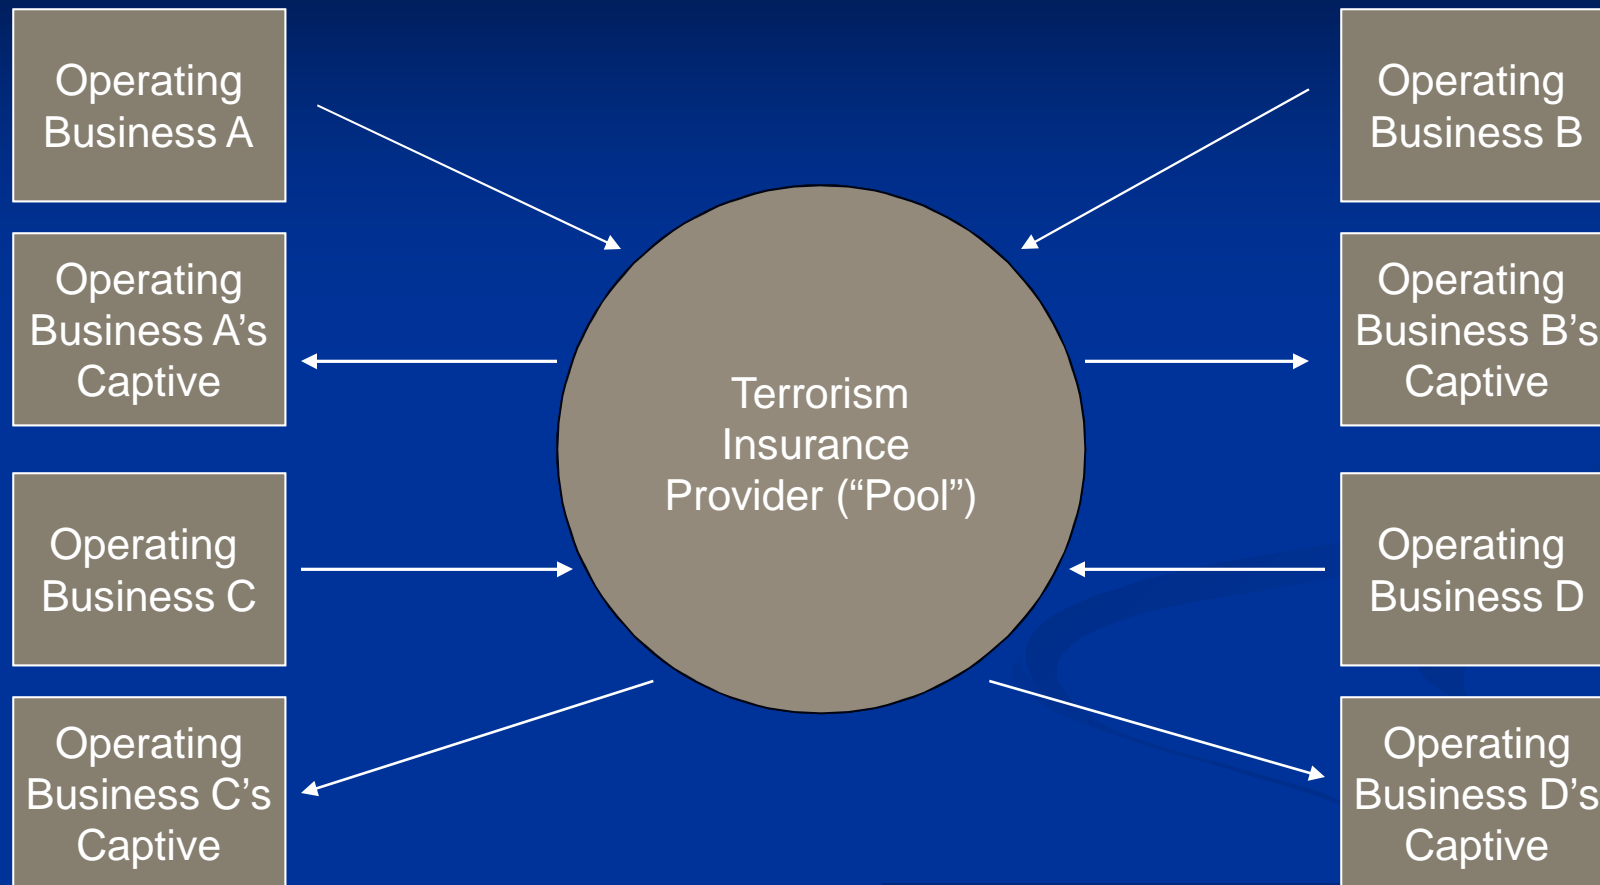 Operating
Business A
Operating
Business B
Operating
Business A’s
Captive
Operating
Business B’s
Captive
Terrorism
Insurance
Provider (“Pool”)
Operating
Business C
Operating
Business D
Operating
Business C’s
Captive
Operating
Business D’s
Captive